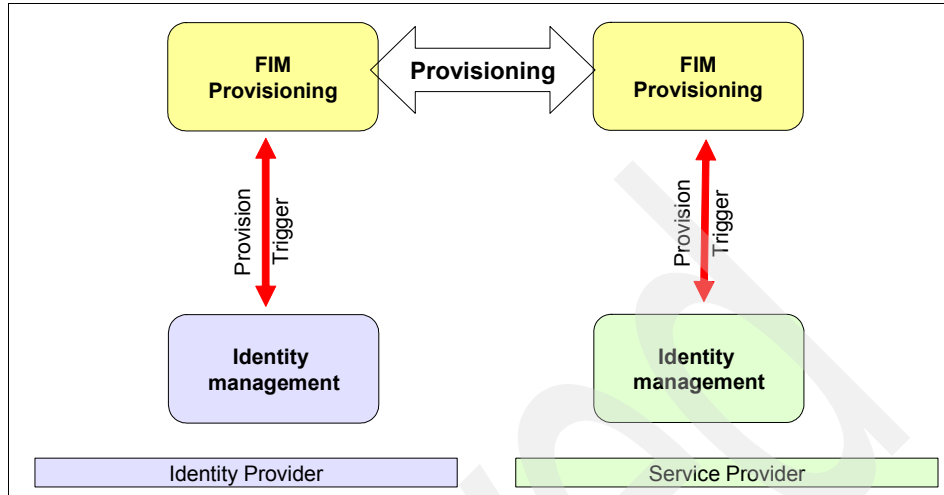 FIM
Provisioning
Provisioning
FIM
Provisioning
Provision
Trigger
Provision
Trigger
Identity
management
Identity
management
Identity Provider
Service Provider